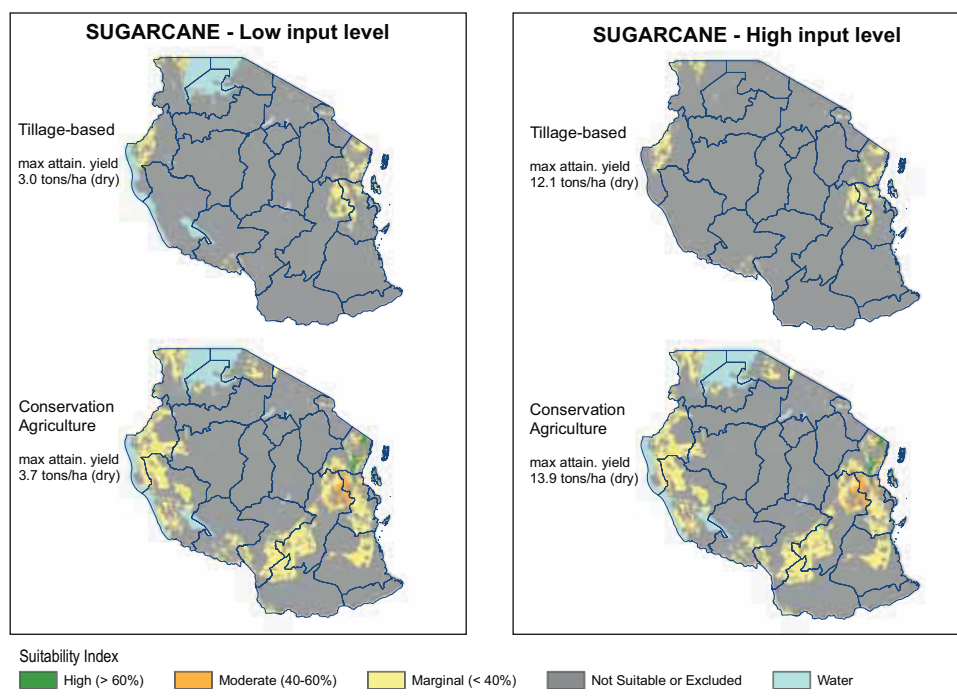 SUGARCANE - Low input level
Tillage-based
max attain. yield
3.0 tons/ha (dry)
Conservation
Agriculture
max attain. yield
3.7 tons/ha (dry)
SUGARCANE - High input level
Tillage-based
max attain. yield
12.1 tons/ha (dry)
Conservation
Agriculture
max attain. yield
13.9 tons/ha (dry)
Suitability Index
High (> 60%)
Moderate (40-60%)
Marginal (< 40%)
Not Suitable or Excluded
Water